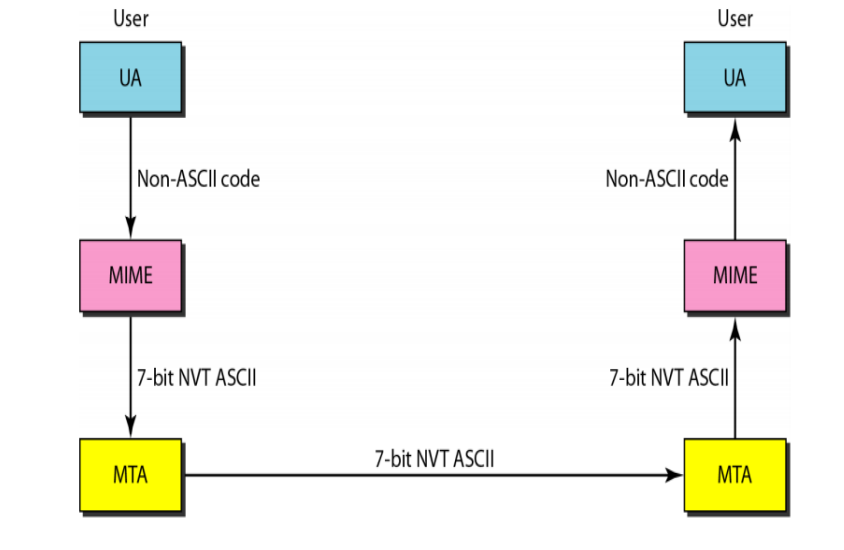 User
User
UA
UA
Non-ASCII code
Non-ASCII code
MIME
MIME
7-bit NVT ASCII
7-bit NVT ASCII
7-bit NVT ASCII
MTA
MTA